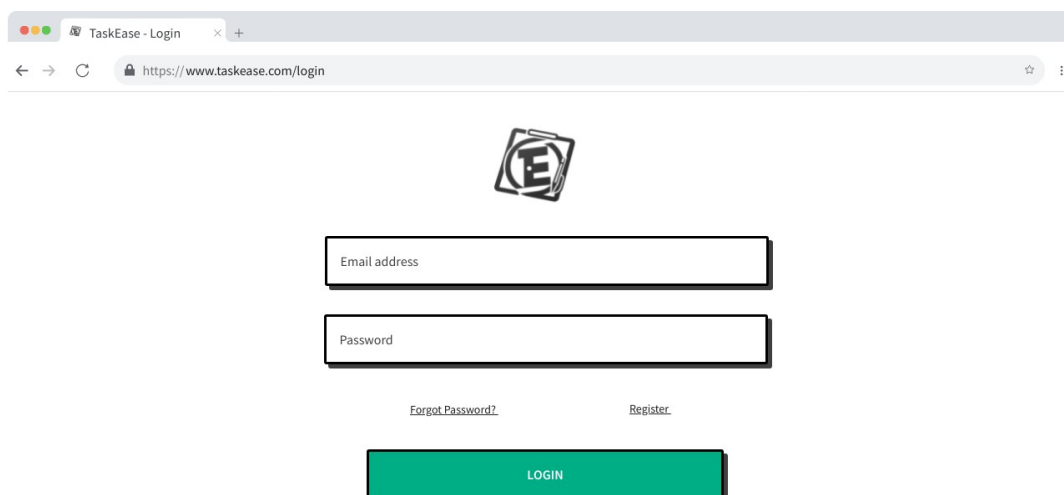 TaskEase - Login
https://www.taskease.com/login
E
Email address
Password
Forgot Password? Register
LOGIN